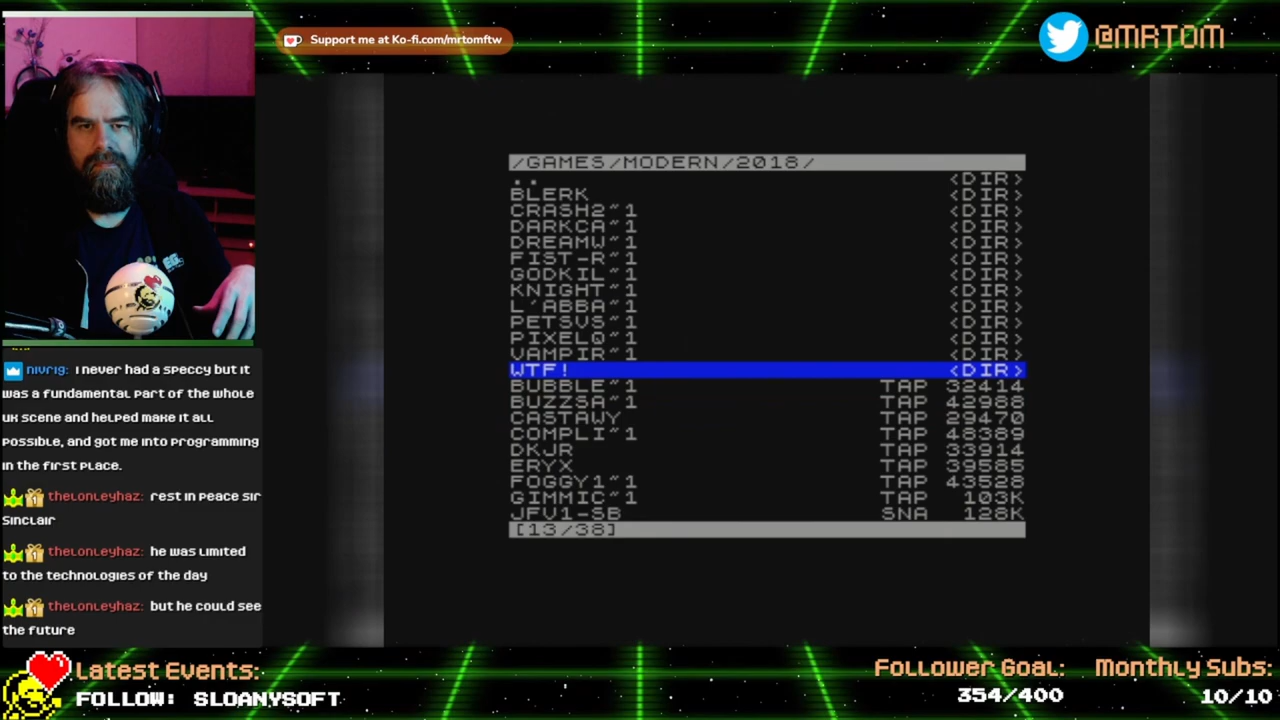 Support me at Ko-fi.com/mrtomftw
@MRTOM
/GAMES/MODERN/2018/
.. <DIR>
BLERK <DIR>
CRASH2~1 <DIR>
DARKCA~1 <DIR>
DREAMW~1 <DIR>
FIST-R~1 <DIR>
GODKIL~1 <DIR>
KNIGHT~1 <DIR>
L'ABBA~1 <DIR>
PETSVS~1 <DIR>
PIXELQ~1 <DIR>
VAMPIR~1 <DIR>
WTF! <DIR>
BUBBLE~1 TAP 32414
BUZZSA~1 TAP 42988
CASTAWY TAP 29470
COMPLI~1 TAP 48389
DKJR TAP 33914
ERYX TAP 39585
FOGGY1~1 TAP 43528
GIMMIC~1 TAP 103K
JFV1-SB SNA 128K
[13/38]
nivrig: I never had a speccy but it
was a fundamental part of the whole
uk scene and helped make it all
possible, and got me into programming
in the first place.
thelonleyhaz: rest in peace sir
sinclair
thelonleyhaz: he was limited
to the technologies of the day
thelonleyhaz: but he could see
the future
Latest Events:
FOLLOW: SLOANYSOFT
Follower Goal:
354/400
Monthly Subs:
10/10